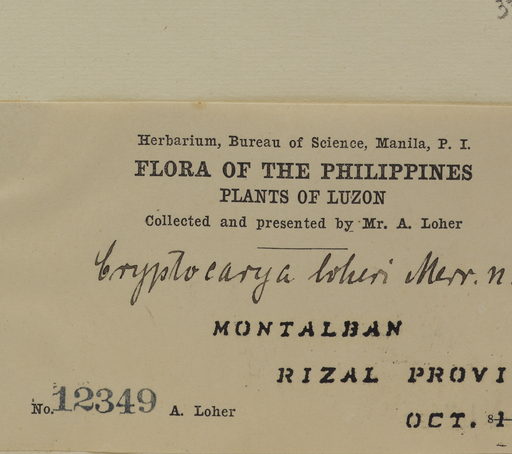 Herbarium, Bureau of Science, Manila, P. I.
FLORA OF THE PHILIPPINES
PLANTS OF LUZON
Collected and presented by Mr. A. Loher
Cryptocarya loheri Merr. n.
MONTALBAN
RIZAL PROVI
OCT.
No. 12349 A. Loher